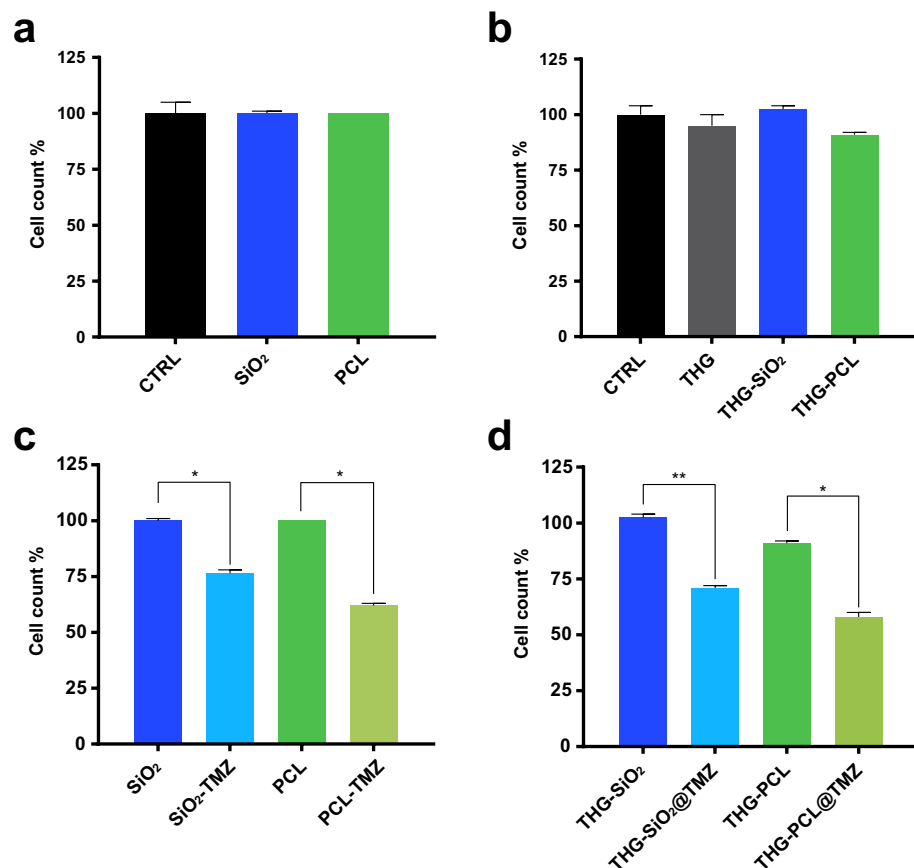 a
125
100
75
50
25
0
Cell count %
CTRL
SiO₂
PCL
b
125
100
75
50
25
0
Cell count %
CTRL
THG
THG-SiO₂
THG-PCL
c
125
100
75
50
25
0
Cell count %
*
*
SiO₂
SiO₂-TMZ
PCL
PCL-TMZ
d
125
100
75
50
25
0
Cell count %
**
*
THG-SiO₂
THG-SiO₂@TMZ
THG-PCL
THG-PCL@TMZ